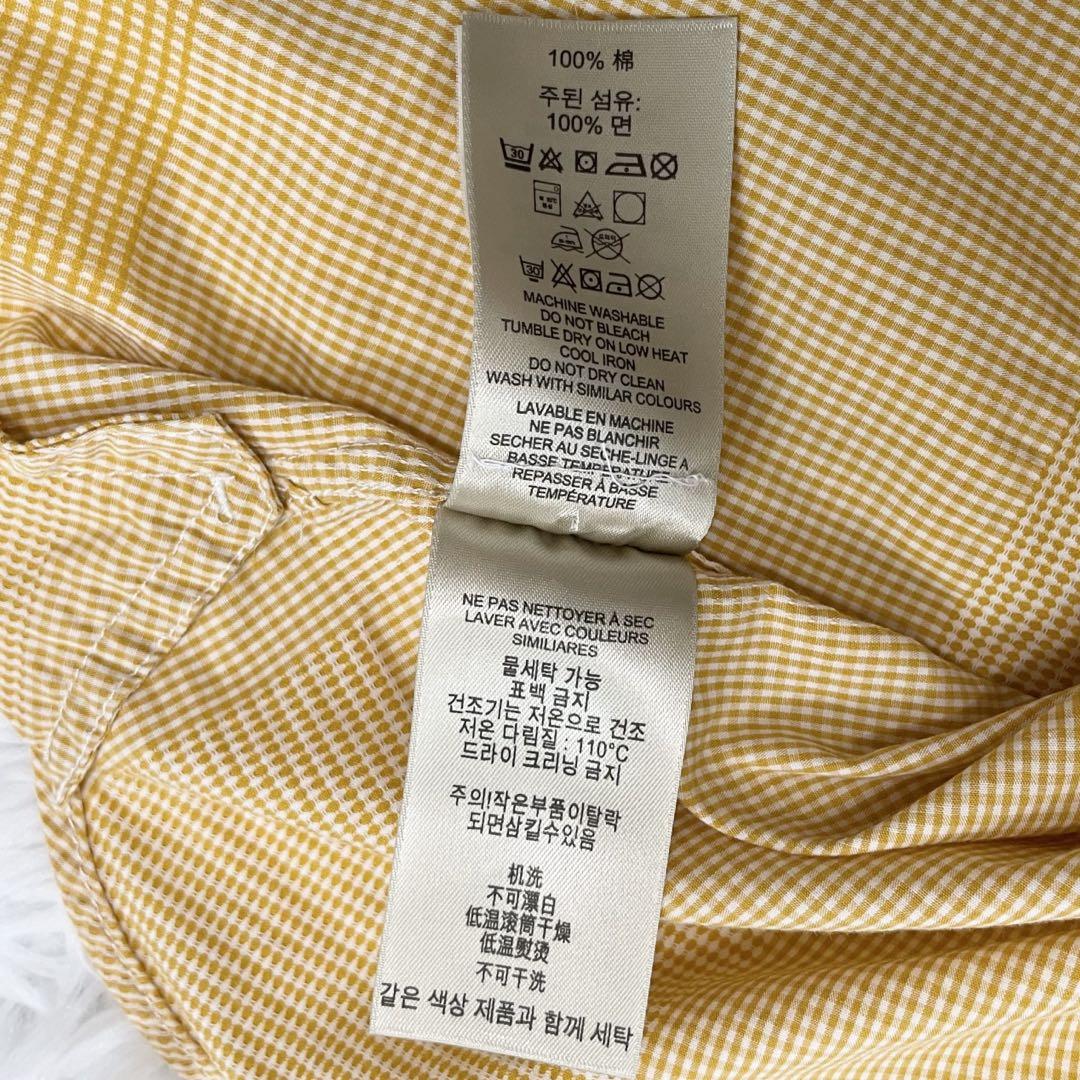 100% 棉
주된 섬유:
100% 면
30
30
MACHINE WASHABLE
DO NOT BLEACH
TUMBLE DRY ON LOW HEAT
COOL IRON
DO NOT DRY CLEAN
WASH WITH SIMILAR COLOURS
LAVABLE EN MACHINE
NE PAS BLANCHIR
SECHER AU SECHE-LINGE A
BASSE TEMPERATURE
REPASSER À BASSE
TEMPÉRATURE
NE PAS NETTOYER À SEC
LAVER AVEC COULEURS
SIMILIARES
물세탁 가능
표백 금지
건조기는 저온으로 건조
저온 다림질 : 110°C
드라이 크리닝 금지
주의!작은부품이탈락
되면삼킬수있음
机洗
不可漂白
低温滚筒干燥
低温熨烫
不可干洗
같은 색상 제품과 함께 세탁